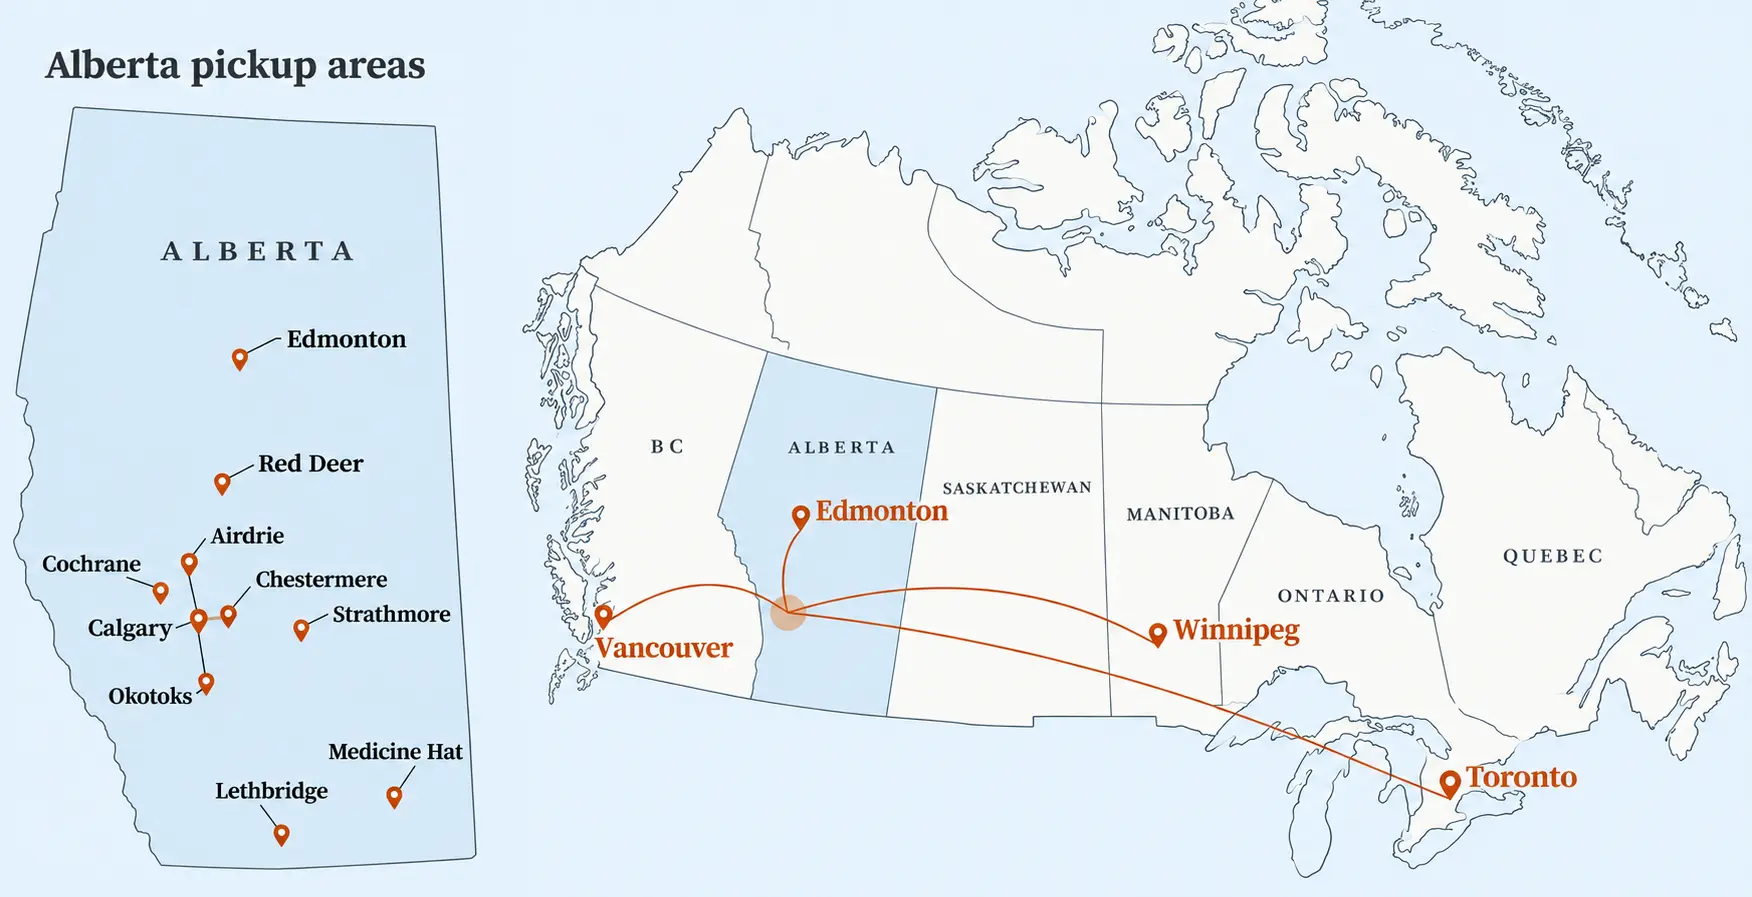 Alberta pickup areas
ALBERTA
Edmonton
Red Deer
Airdrie
Cochrane
Chestermere
Strathmore
Calgary
Okotoks
Medicine Hat
Lethbridge
BC
ALBERTA
SASKATCHEWAN
MANITOBA
ONTARIO
QUEBEC
Edmonton
Vancouver
Winnipeg
Toronto